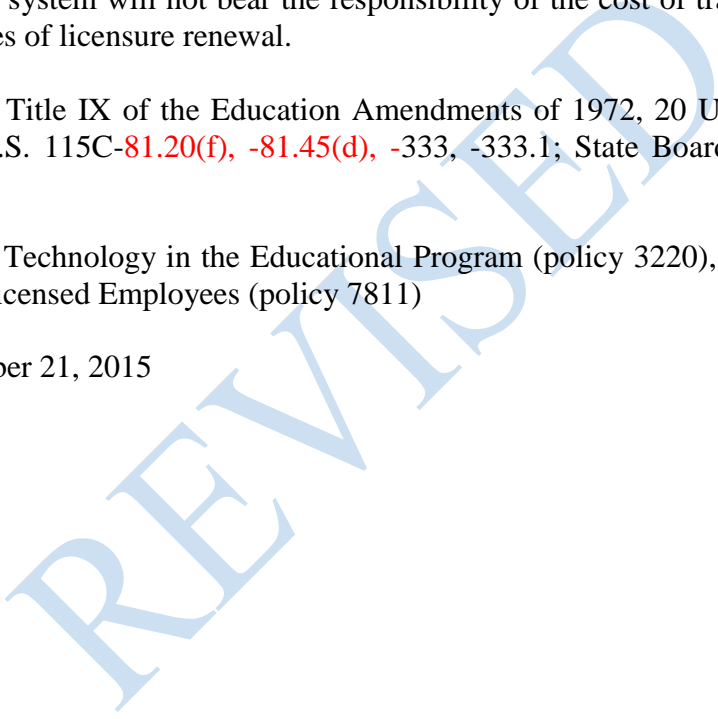 system will not bear the responsibility of the cost of
es of licensure renewal.
Title IX of the Education Amendments of 1972, 20 U
.S. 115C-81.20(f), -81.45(d), -333, -333.1; State Board
Technology in the Educational Program (policy 3220),
icensed Employees (policy 7811)
ber 21, 2015
REVISED